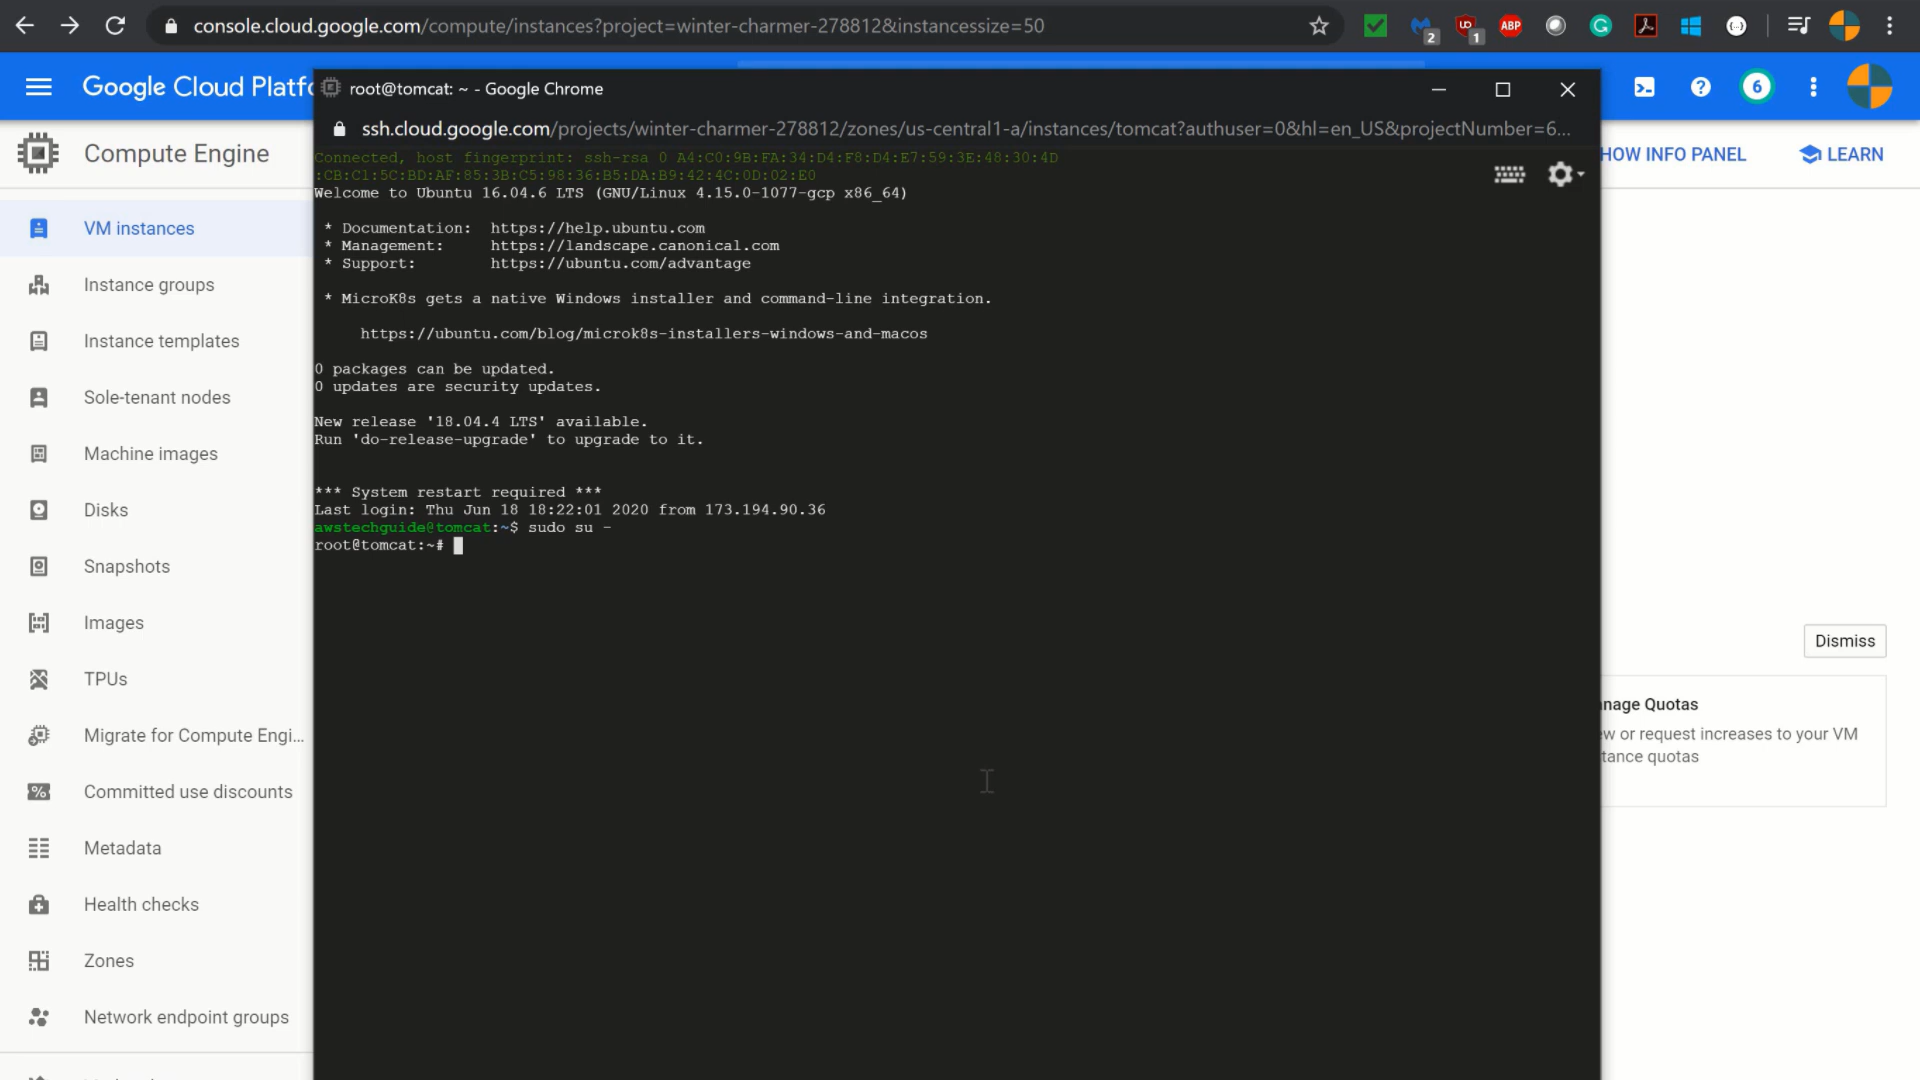 console.cloud.google.com/compute/instances?project=winter-charmer-278812&instancessize=50
2
1
ABP
Google Cloud Platfo
6
root@tomcat: ~ - Google Chrome
ssh.cloud.google.com/projects/winter-charmer-278812/zones/us-central1-a/instances/tomcat?authuser=0&hl=en_US&projectNumber=6...
Compute Engine
HOW INFO PANEL
LEARN
VM instances
Instance groups
Instance templates
Sole-tenant nodes
Machine images
Disks
Snapshots
Images
TPUs
Migrate for Compute Engi...
Committed use discounts
Metadata
Health checks
Zones
Network endpoint groups
Connected, host fingerprint: ssh-rsa 0 A4:C0:9B:FA:34:D4:F8:D4:E7:59:3E:48:30:4D
:CB:C1:5C:BD:AF:85:3B:C5:98:36:B5:DA:B9:42:4C:0D:02:E0
Welcome to Ubuntu 16.04.6 LTS (GNU/Linux 4.15.0-1077-gcp x86_64)
* Documentation:  https://help.ubuntu.com
* Management:     https://landscape.canonical.com
* Support:        https://ubuntu.com/advantage
* MicroK8s gets a native Windows installer and command-line integration.
https://ubuntu.com/blog/microk8s-installers-windows-and-macos
0 packages can be updated.
0 updates are security updates.
New release '18.04.4 LTS' available.
Run 'do-release-upgrade' to upgrade to it.
*** System restart required ***
Last login: Thu Jun 18 18:22:01 2020 from 173.194.90.36
awstechguide@tomcat:~$ sudo su -
root@tomcat:~#
Dismiss
nage Quotas
ew or request increases to your VM
tance quotas